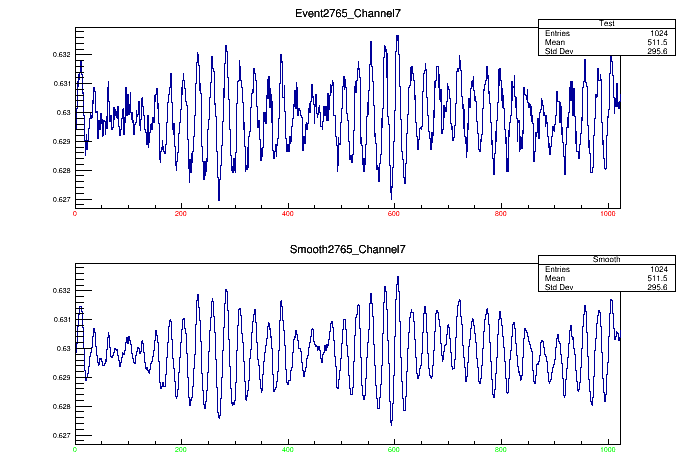 Event2765_Channel7
Test
Entries 1024
Mean 511.5
Std Dev 295.6
0.632
0.631
0.63
0.629
0.628
0.627
0 200 400 600 800 1000
Smooth2765_Channel7
Smooth
Entries 1024
Mean 511.5
Std Dev 295.6
0.632
0.631
0.63
0.629
0.628
0.627
0 200 400 600 800 1000